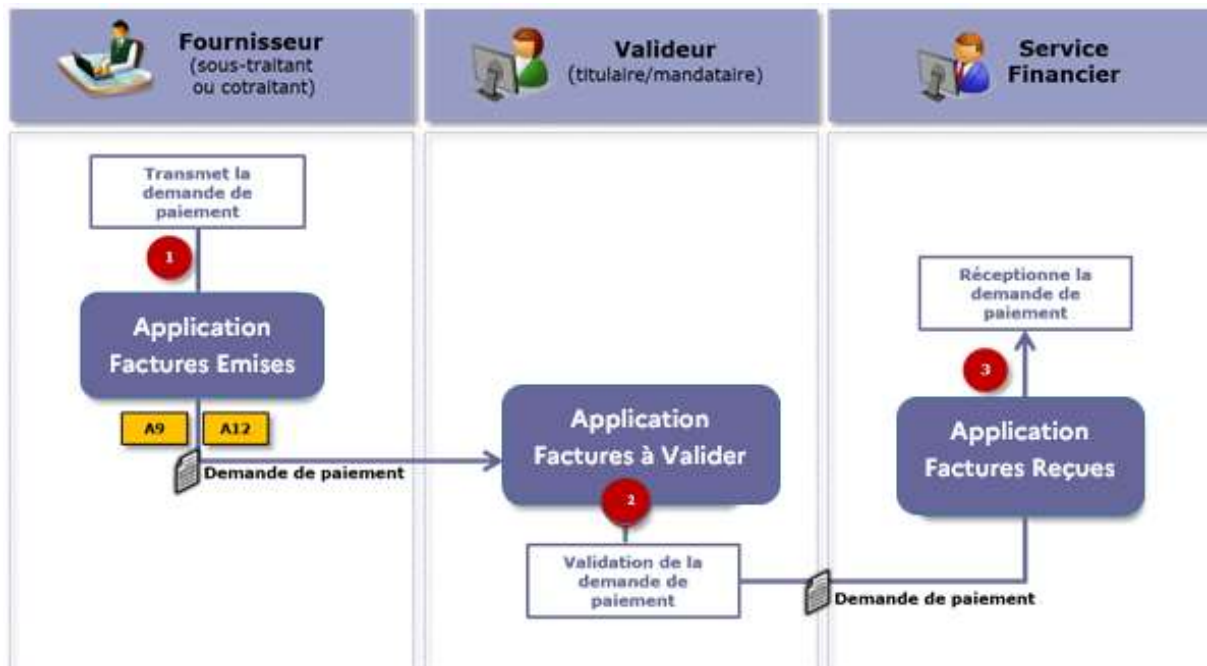 Fournisseur
(sous-traitant
ou cotraitant)
Valideur
(titulaire/mandataire)
Service
Financier
Transmet la
demande de
paiement
1
Application
Factures Emises
A9
A12
Demande de paiement
Application
Factures à Valider
2
Validation de la
demande de
paiement
Demande de paiement
Réceptionne la
demande de
paiement
3
Application
Factures Reçues